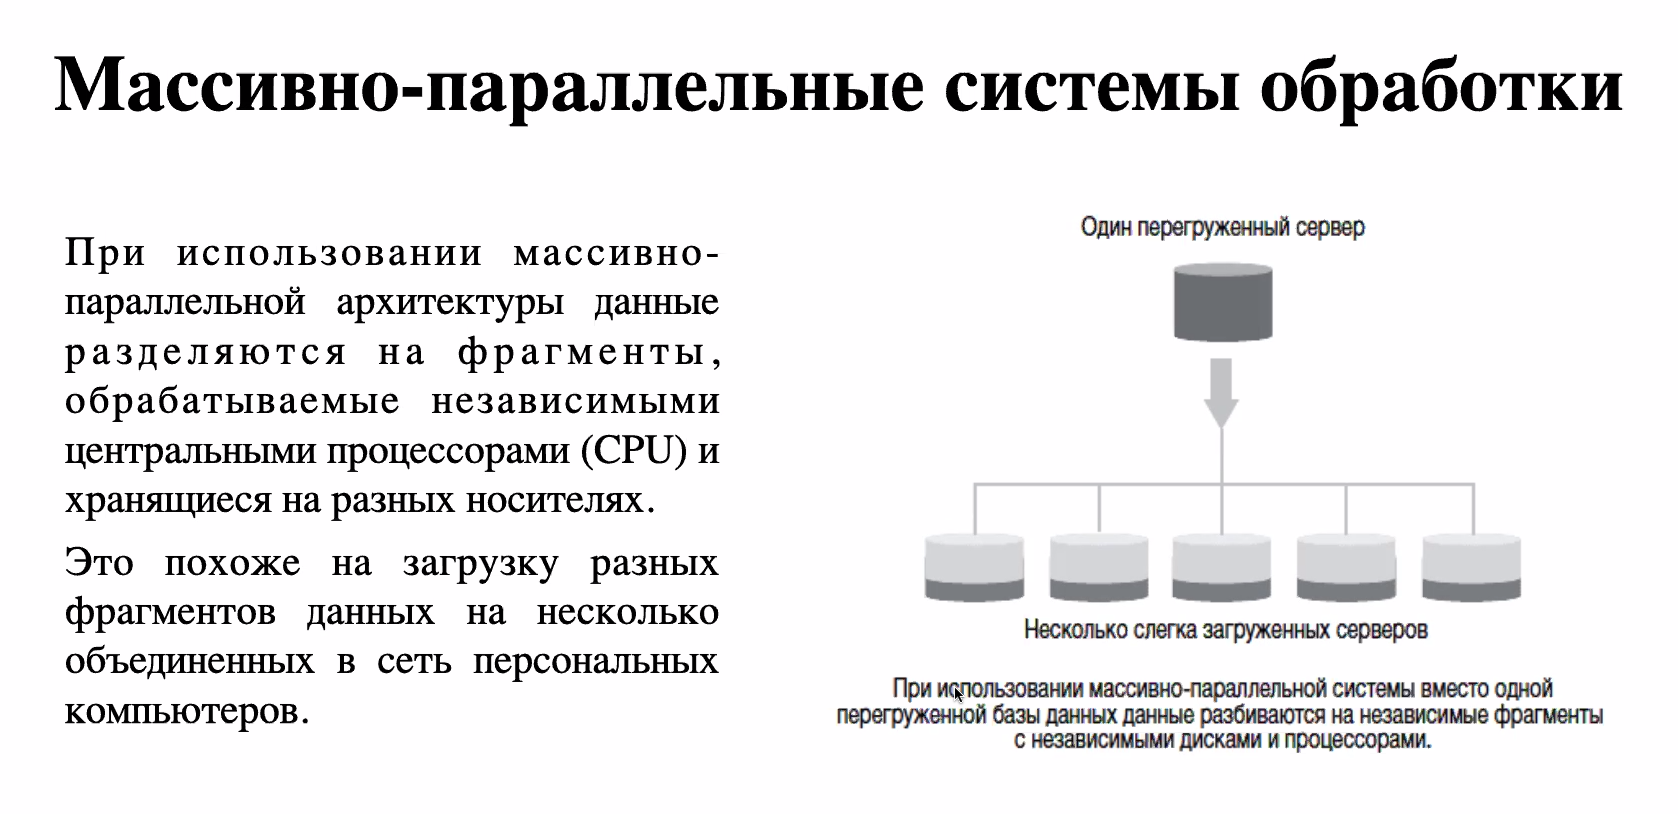 Массивно-параллельные системы обработки
При использовании массивно-
параллельной архитектуры данные
разделяются на фрагменты,
обрабатываемые независимыми
центральными процессорами (CPU) и
хранящиеся на разных носителях.
Это похоже на загрузку разных
фрагментов данных на несколько
объединенных в сеть персональных
компьютеров.
Один перегруженный сервер
Несколько слегка загруженных серверов
При использовании массивно-параллельной системы вместо одной
перегруженной базы данных данные разбиваются на независимые фрагменты
с независимыми дисками и процессорами.